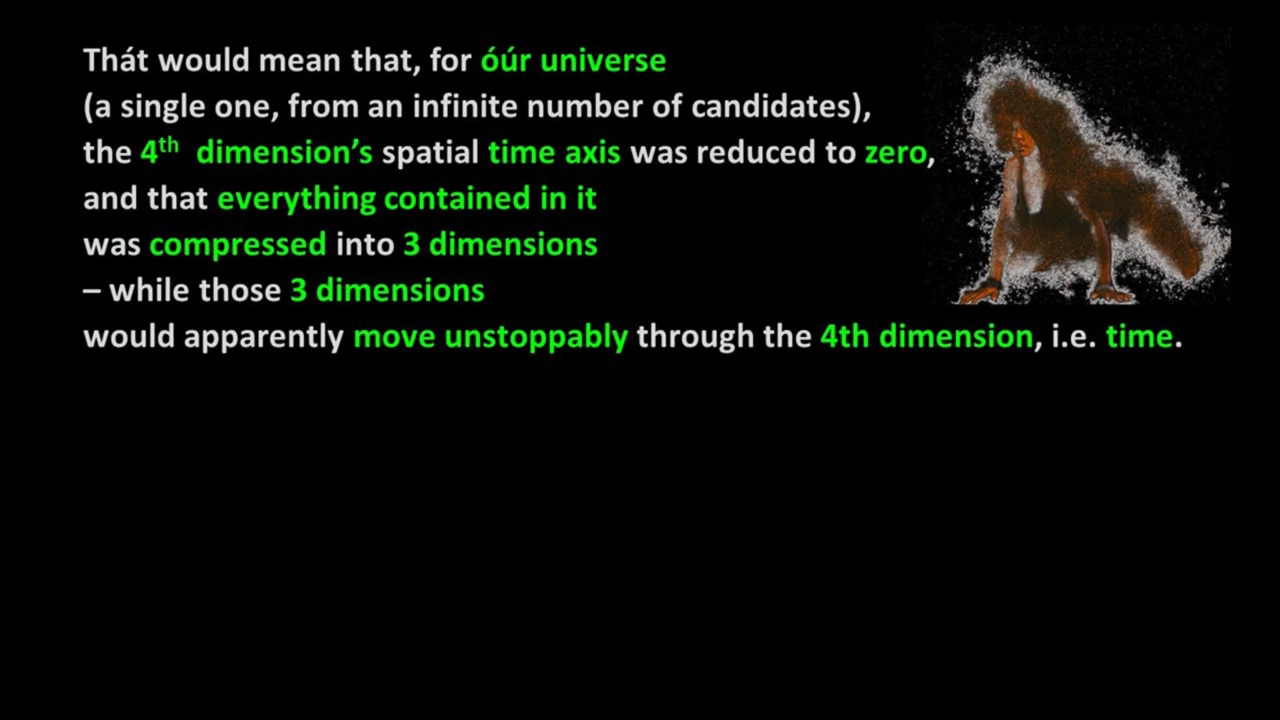 Thát would mean that, for óúr universe
(a single one, from an infinite number of candidates),
the 4th dimension’s spatial time axis was reduced to zero,
and that everything contained in it
was compressed into 3 dimensions
– while those 3 dimensions
would apparently move unstoppably through the 4th dimension, i.e. time.